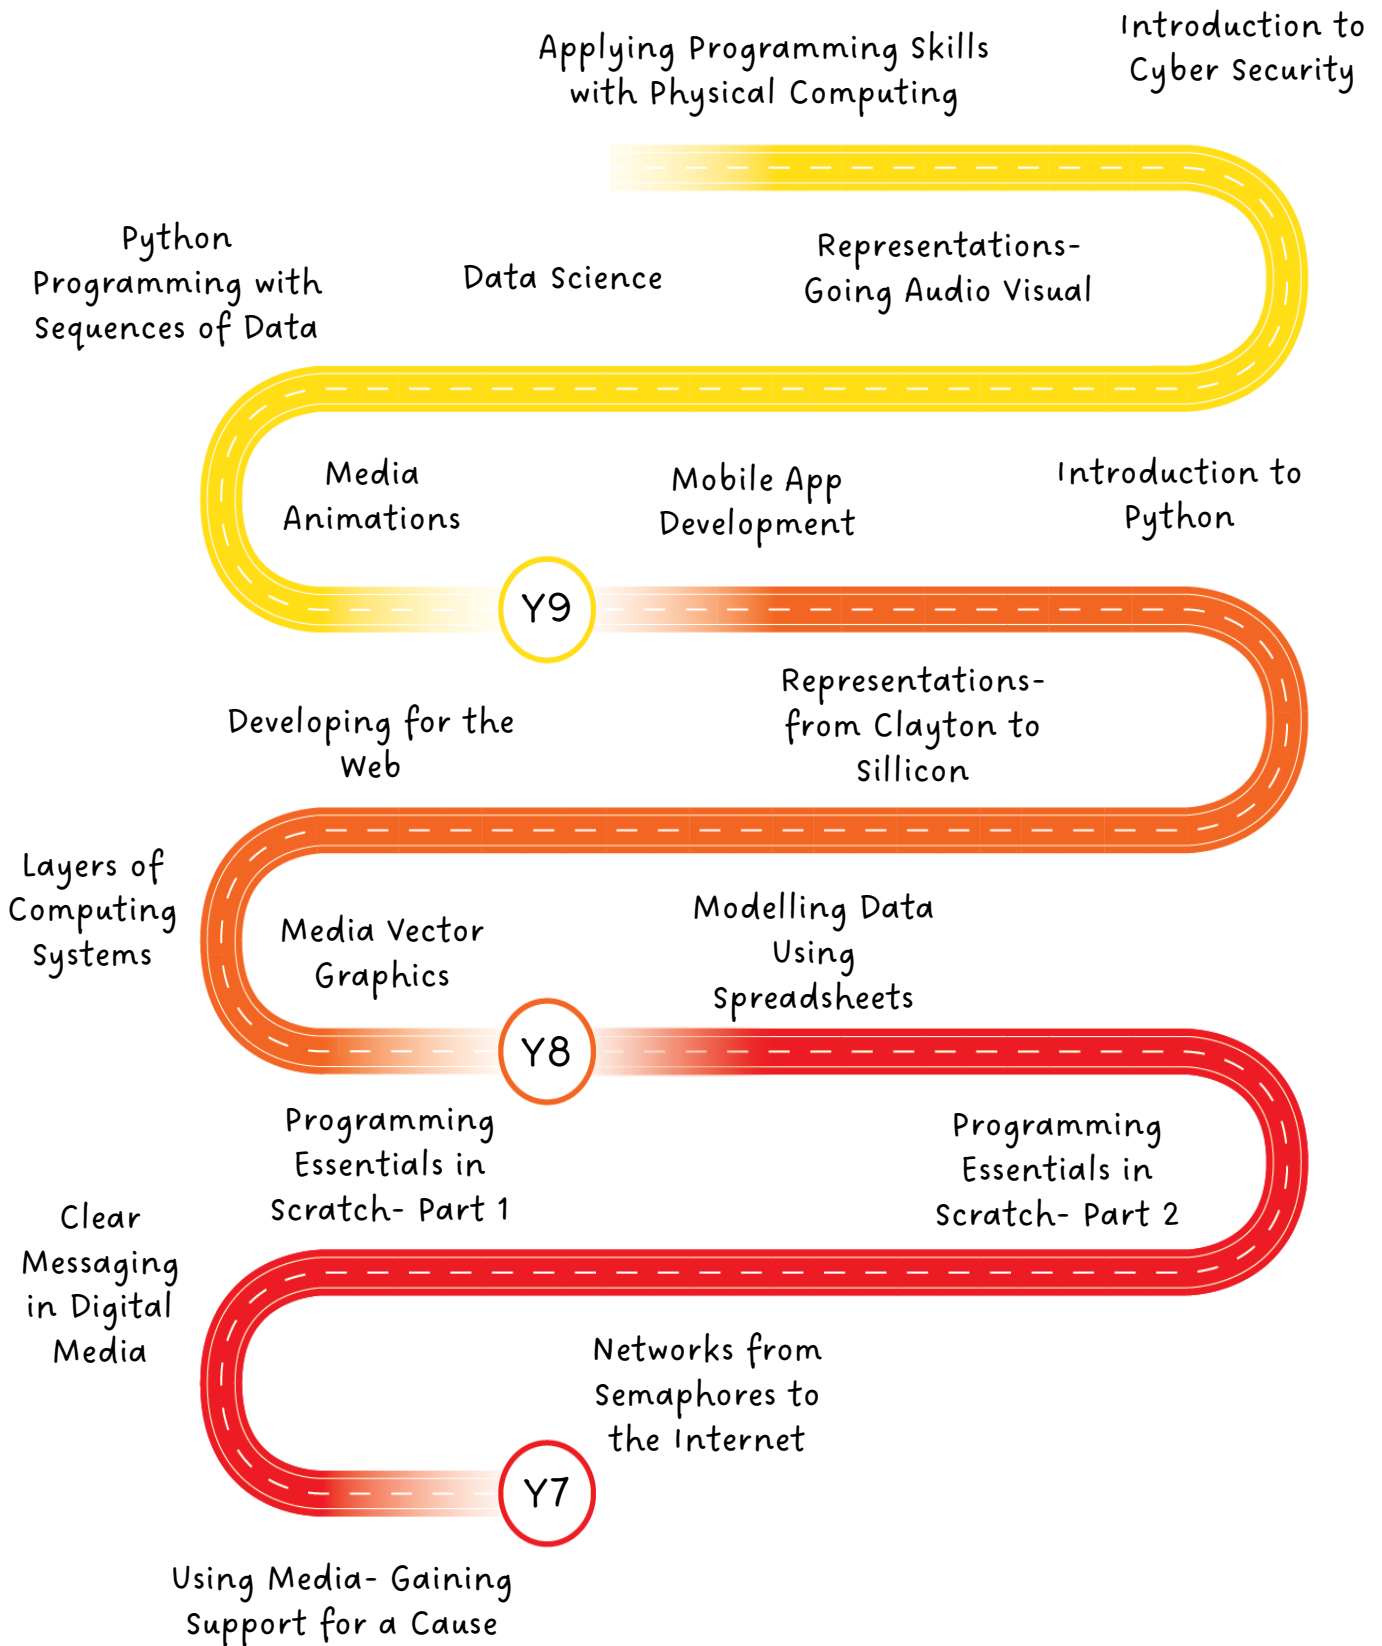 Applying Programming Skills
with Physical Computing
Introduction to
Cyber Security
Python
Programming with
Sequences of Data
Data Science
Representations-
Going Audio Visual
Media
Animations
Mobile App
Development
Introduction to
Python
Y9
Developing for the
Web
Representations-
from Clayton to
Sillicon
Layers of
Computing
Systems
Media Vector
Graphics
Modelling Data
Using
Spreadsheets
Y8
Programming
Essentials in
Scratch- Part 1
Programming
Essentials in
Scratch- Part 2
Clear
Messaging
in Digital
Media
Networks from
Semaphores to
the Internet
Y7
Using Media- Gaining
Support for a Cause